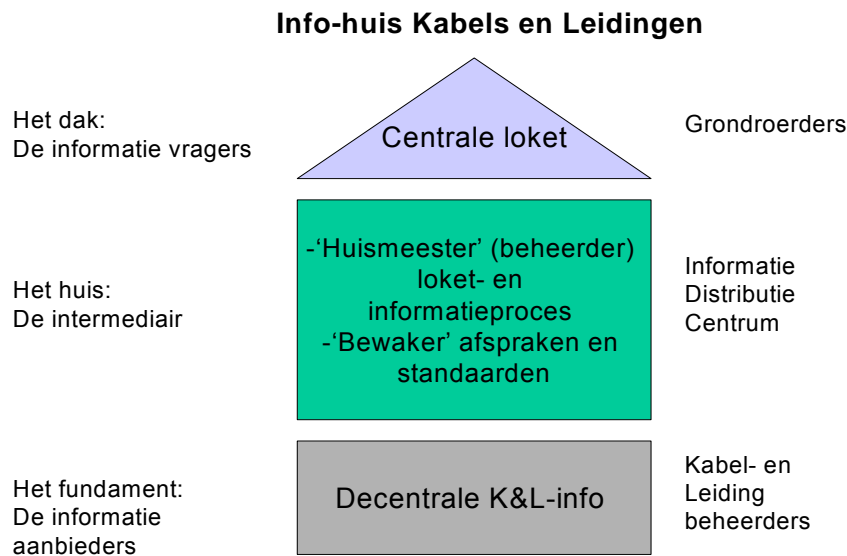 Info-huis Kabels en Leidingen
Het dak:
De informatie vragers
Centrale loket
Grondroerders
Het huis:
De intermediair
-‘Huismeester’ (beheerder)
loket- en
informatieproces
-‘Bewaker’ afspraken en
standaarden
Informatie
Distributie
Centrum
Het fundament:
De informatie
aanbieders
Decentrale K&L-info
Kabel- en
Leiding
beheerders